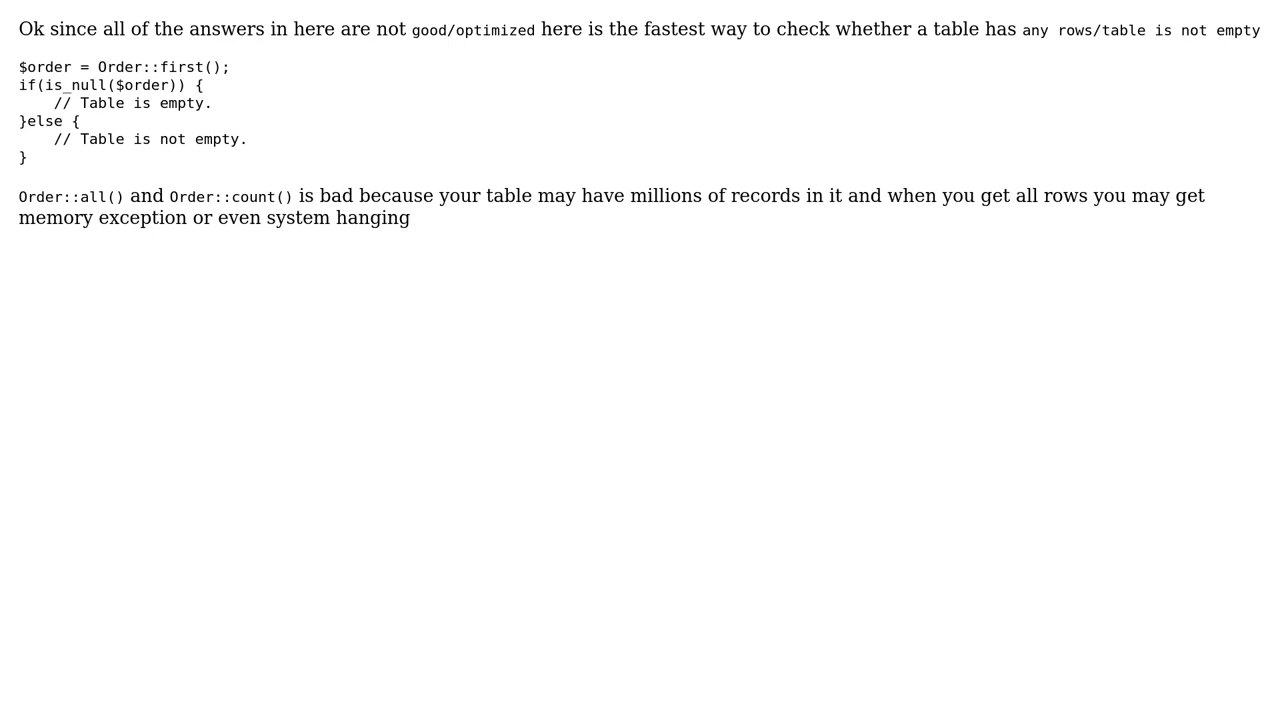 Ok since all of the answers in here are not good/optimized here is the fastest way to check whether a table has any rows/table is not empty
$order = Order::first();
if(is_null($order)) {
    // Table is empty.
}else {
    // Table is not empty.
}
Order::all() and Order::count() is bad because your table may have millions of records in it and when you get all rows you may get
memory exception or even system hanging